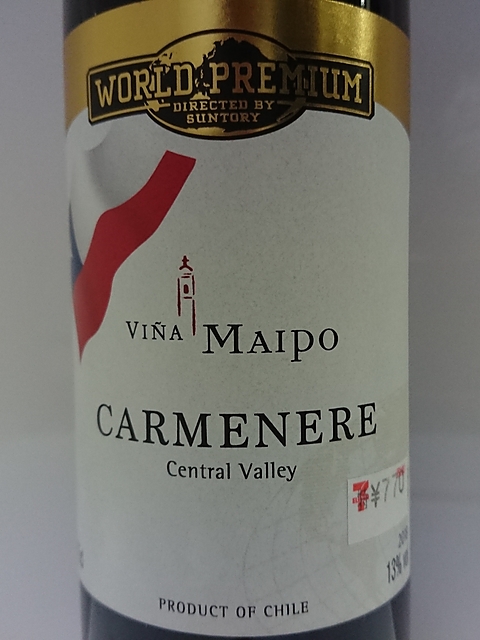 WORLD PREMIUM
DIRECTED BY
SUNTORY
VIÑA MAIPO
CARMENERE
Central Valley
¥770
13%
PRODUCT OF CHILE